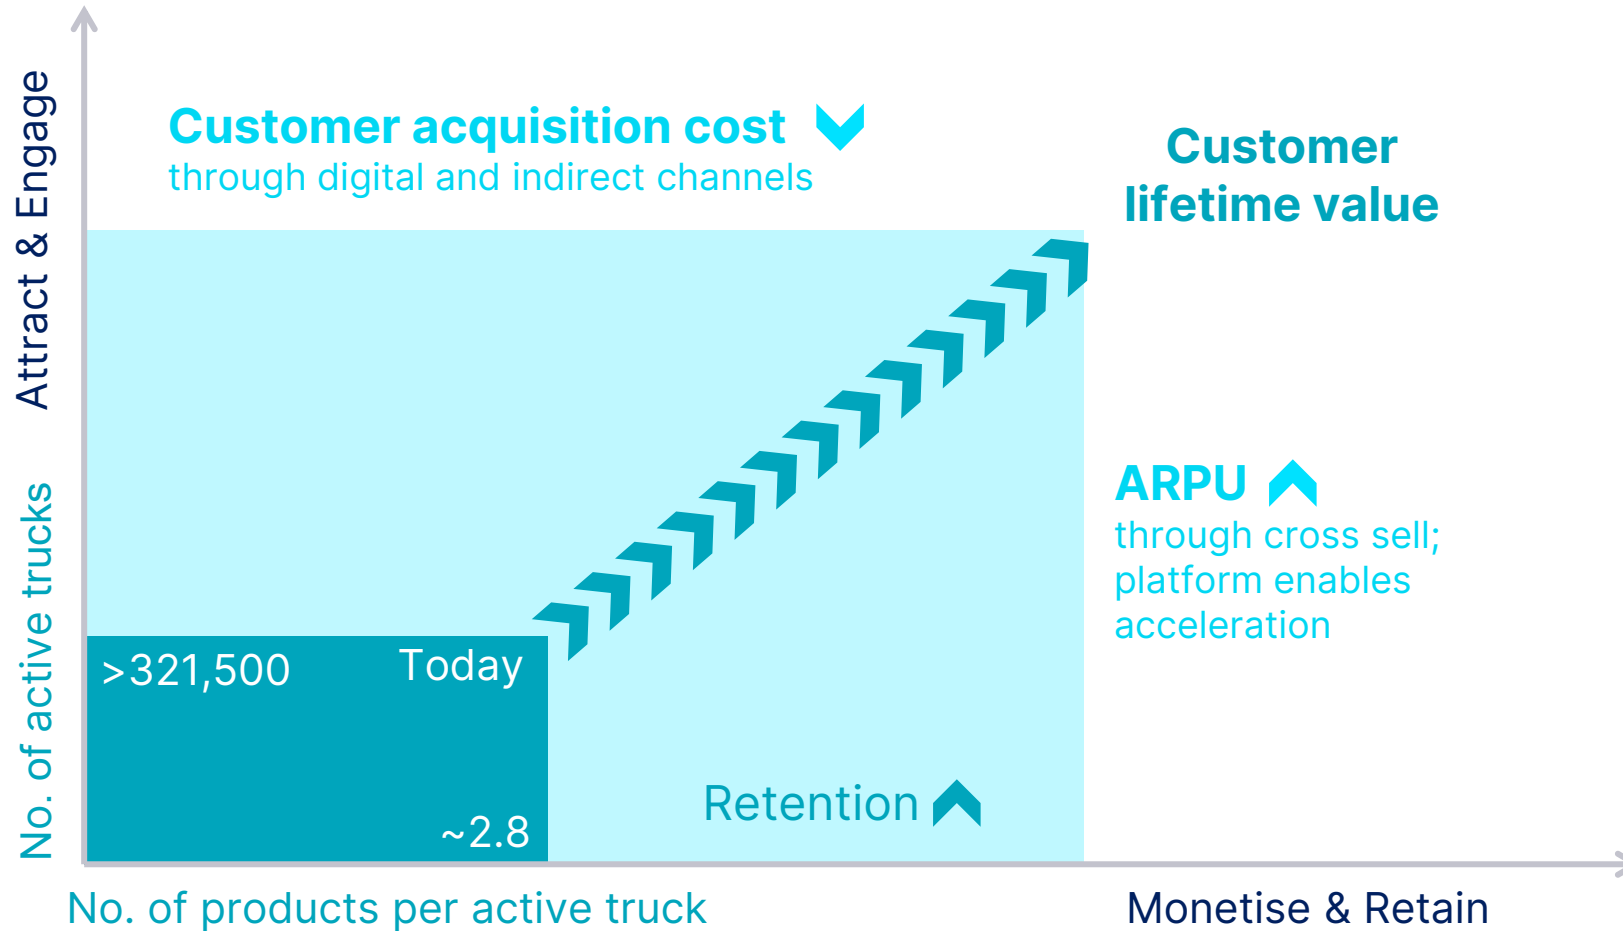 Attract & Engage
No. of active trucks
Customer acquisition cost
through digital and indirect channels
Customer
lifetime value
ARPU
through cross sell;
platform enables
acceleration
>321,500
Today
~2.8
Retention
No. of products per active truck
Monetise & Retain